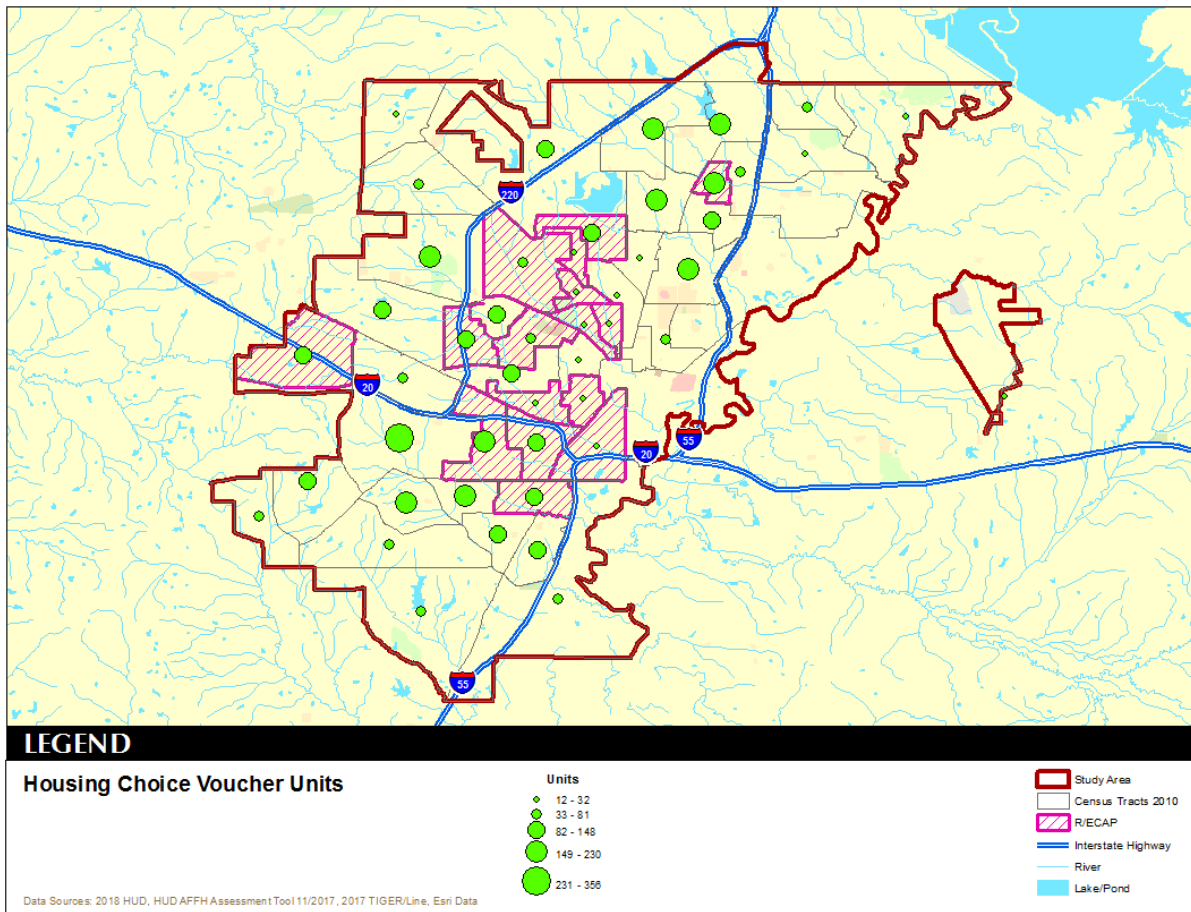 220
20
20
55
55
LEGEND
Housing Choice Voucher Units
Units
12 - 32
33 - 81
82 - 148
149 - 230
231 - 356
Study Area
Census Tracts 2010
R/ECAP
Interstate Highway
River
Lake/Pond
Data Sources: 2018 HUD, HUD AFFH Assessment Tool 11/2017, 2017 TIGER/Line, Esri Data